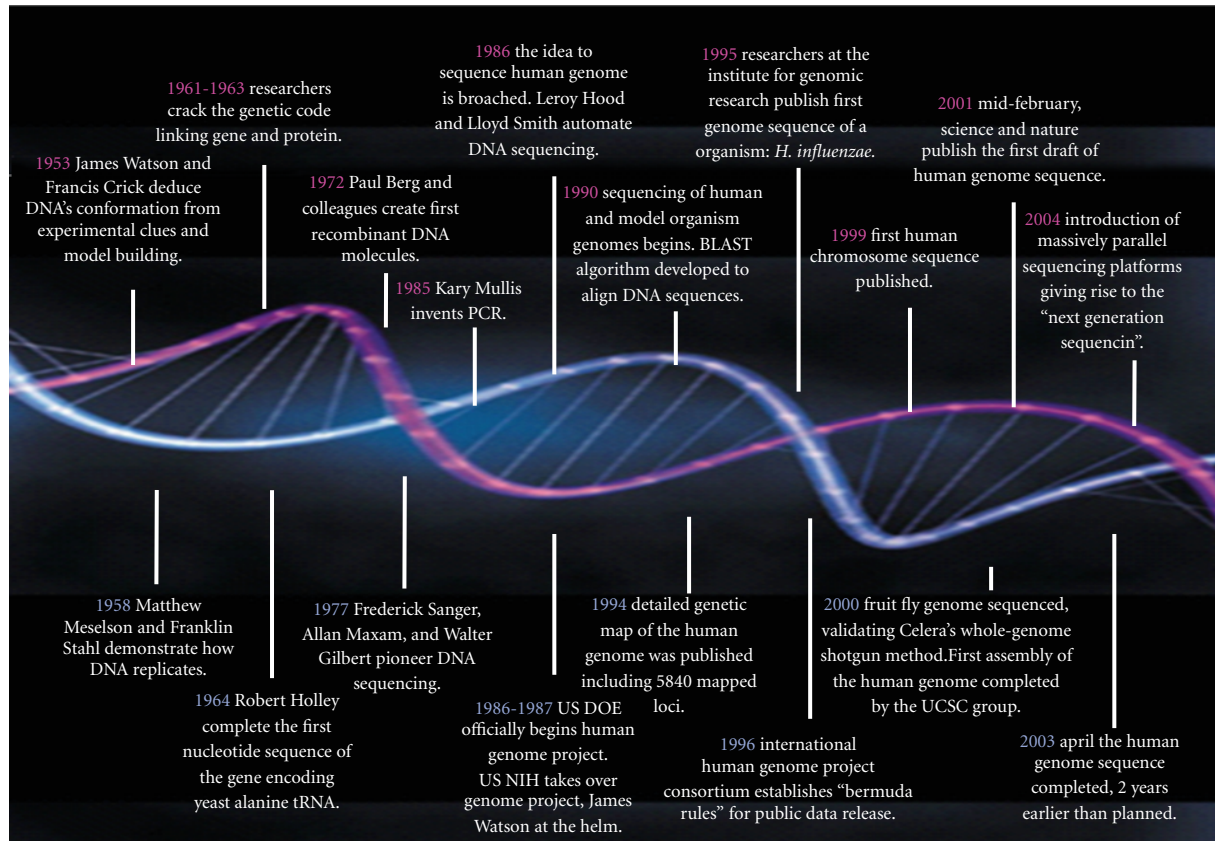 1953 James Watson and
Francis Crick deduce
DNA's conformation from
experimental clues and
model building.
1961-1963 researchers
crack the genetic code
linking gene and protein.
1972 Paul Berg and
colleagues create first
recombinant DNA
molecules.
1985 Kary Mullis
invents PCR.
1986 the idea to
sequence human genome
is broached. Leroy Hood
and Lloyd Smith automate
DNA sequencing.
1990 sequencing of human
and model organism
genomes begins. BLAST
algorithm developed to
align DNA sequences.
1995 researchers at the
institute for genomic
research publish first
genome sequence of a
organism: H. influenzae.
1999 first human
chromosome sequence
published.
2001 mid-february,
science and nature
publish the first draft of
human genome sequence.
2004 introduction of
massively parallel
sequencing platforms
giving rise to the
“next generation
sequencin”.
1958 Matthew
Meselson and Franklin
Stahl demonstrate how
DNA replicates.
1964 Robert Holley
complete the first
nucleotide sequence of
the gene encoding
yeast alanine tRNA.
1977 Frederick Sanger,
Allan Maxam, and Walter
Gilbert pioneer DNA
sequencing.
1986-1987 US DOE
officially begins human
genome project.
US NIH takes over
genome project, James
Watson at the helm.
1994 detailed genetic
map of the human
genome was published
including 5840 mapped
loci.
1996 international
human genome project
consortium establishes “bermuda
rules” for public data release.
2000 fruit fly genome sequenced,
validating Celera's whole-genome
shotgun method.First assembly of
the human genome completed
by the UCSC group.
2003 april the human
genome sequence
completed, 2 years
earlier than planned.